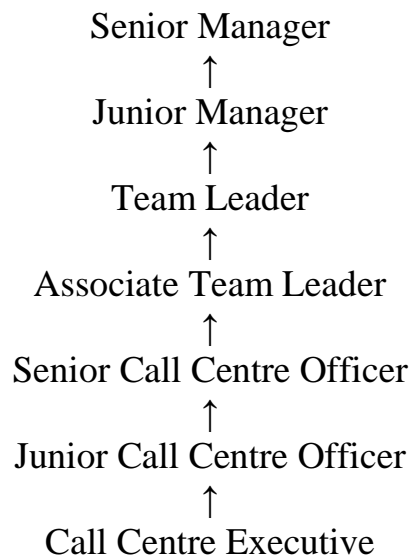 Senior Manager
↑
Junior Manager
↑
Team Leader
↑
Associate Team Leader
↑
Senior Call Centre Officer
↑
Junior Call Centre Officer
↑
Call Centre Executive